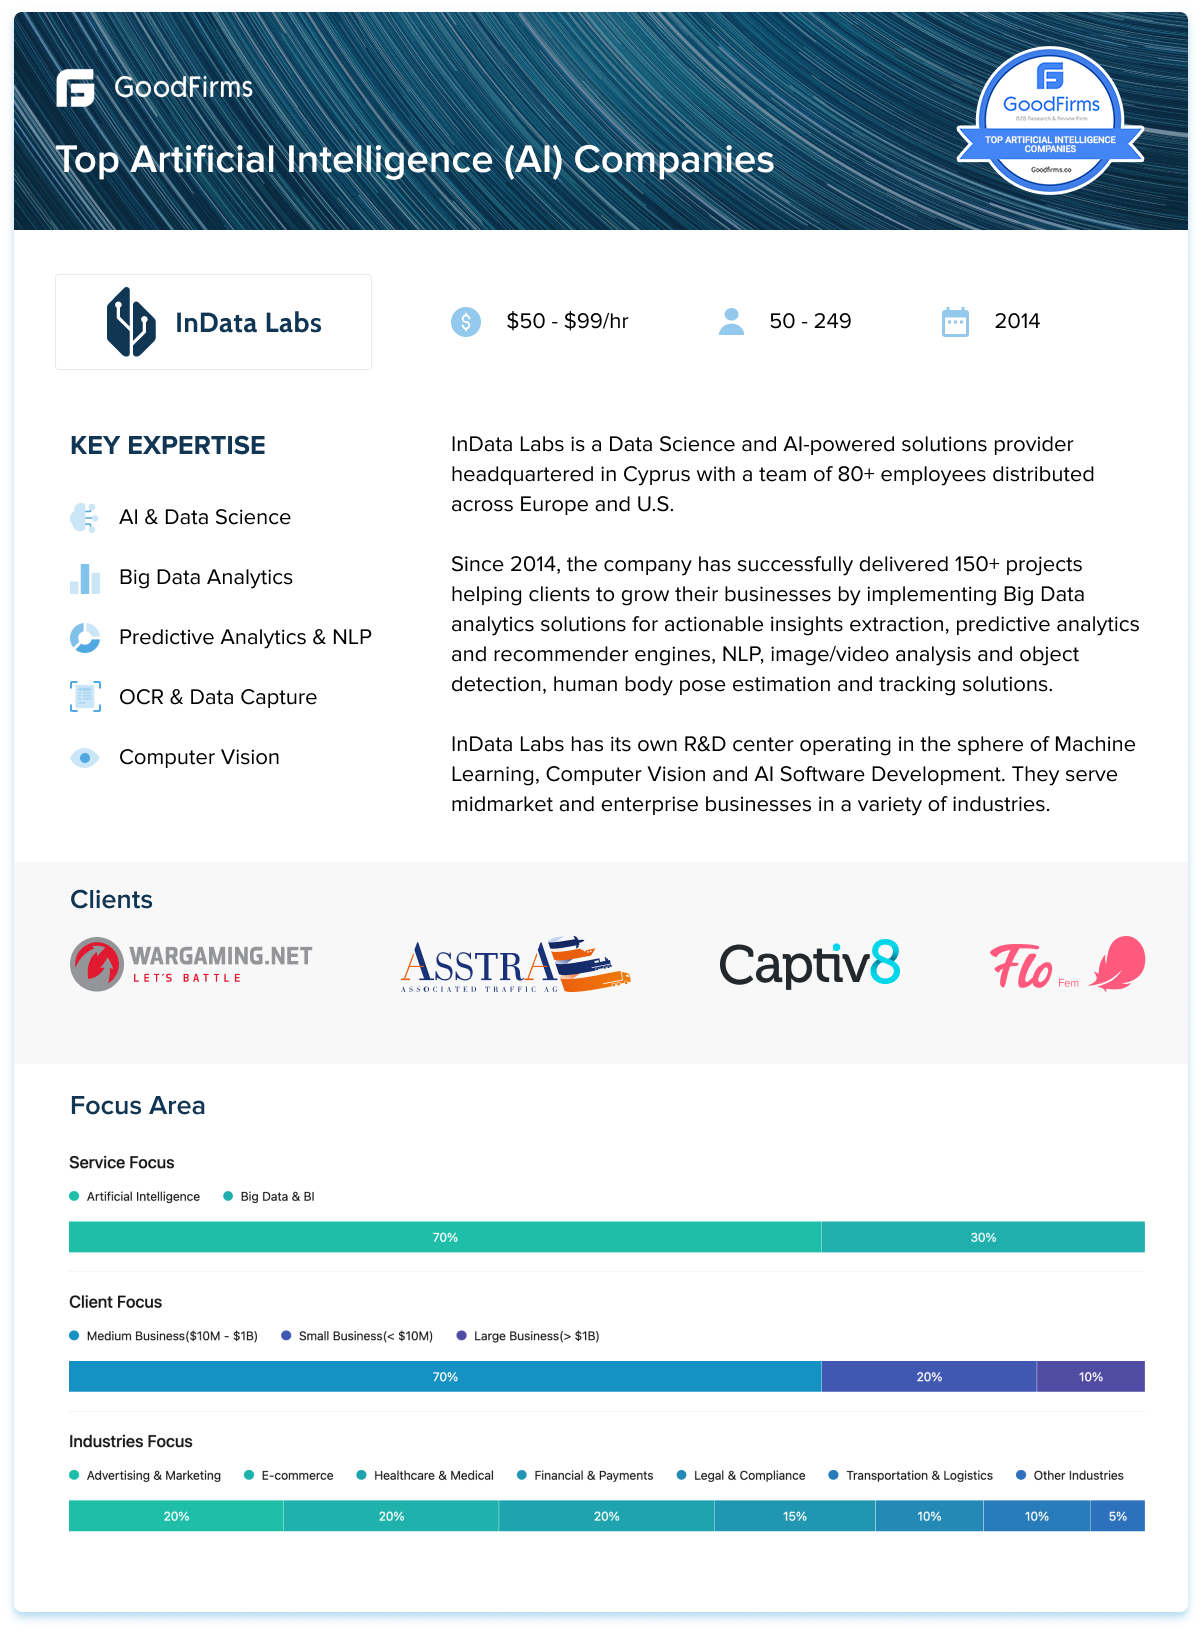 GoodFirms
Top Artificial Intelligence (AI) Companies
GoodFirms
B2B Research & Review Firm
TOP ARTIFICIAL INTELLIGENCE
COMPANIES
Goodfirms.co
InData Labs
$50 - $99/hr
50 - 249
2014
KEY EXPERTISE
AI & Data Science
Big Data Analytics
Predictive Analytics & NLP
OCR & Data Capture
Computer Vision
InData Labs is a Data Science and AI-powered solutions provider
headquartered in Cyprus with a team of 80+ employees distributed
across Europe and U.S.
Since 2014, the company has successfully delivered 150+ projects
helping clients to grow their businesses by implementing Big Data
analytics solutions for actionable insights extraction, predictive analytics
and recommender engines, NLP, image/video analysis and object
detection, human body pose estimation and tracking solutions.
InData Labs has its own R&D center operating in the sphere of Machine
Learning, Computer Vision and AI Software Development. They serve
midmarket and enterprise businesses in a variety of industries.
Clients
WARGAMING.NET
LET'S BATTLE
ASSTRA
ASSOCIATED TRAFFIC AG
Captiv8
Flo
Fem
Focus Area
Service Focus
Artificial Intelligence
Big Data & BI
70%
30%
Client Focus
Medium Business($10M - $1B)
Small Business(< $10M)
Large Business(> $1B)
70%
20%
10%
Industries Focus
Advertising & Marketing
E-commerce
Healthcare & Medical
Financial & Payments
Legal & Compliance
Transportation & Logistics
Other Industries
20%
20%
20%
15%
10%
10%
5%